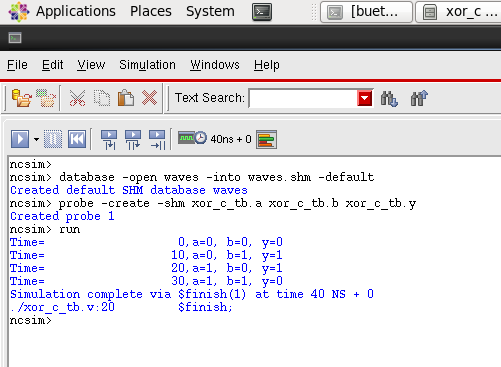 Applications Places System [buet... xor_c ...
File Edit View Simulation Windows Help
Text Search:
40ns + 0
ncsim>
ncsim> database -open waves -into waves.shm -default
Created default SHM database waves
ncsim> probe -create -shm xor_c_tb.a xor_c_tb.b xor_c_tb.y
Created probe 1
ncsim> run
Time= 0,a=0, b=0, y=0
Time= 10,a=0, b=1, y=1
Time= 20,a=1, b=0, y=1
Time= 30,a=1, b=1, y=0
Simulation complete via $finish(1) at time 40 NS + 0
./xor_c_tb.v:20 $finish;
ncsim>